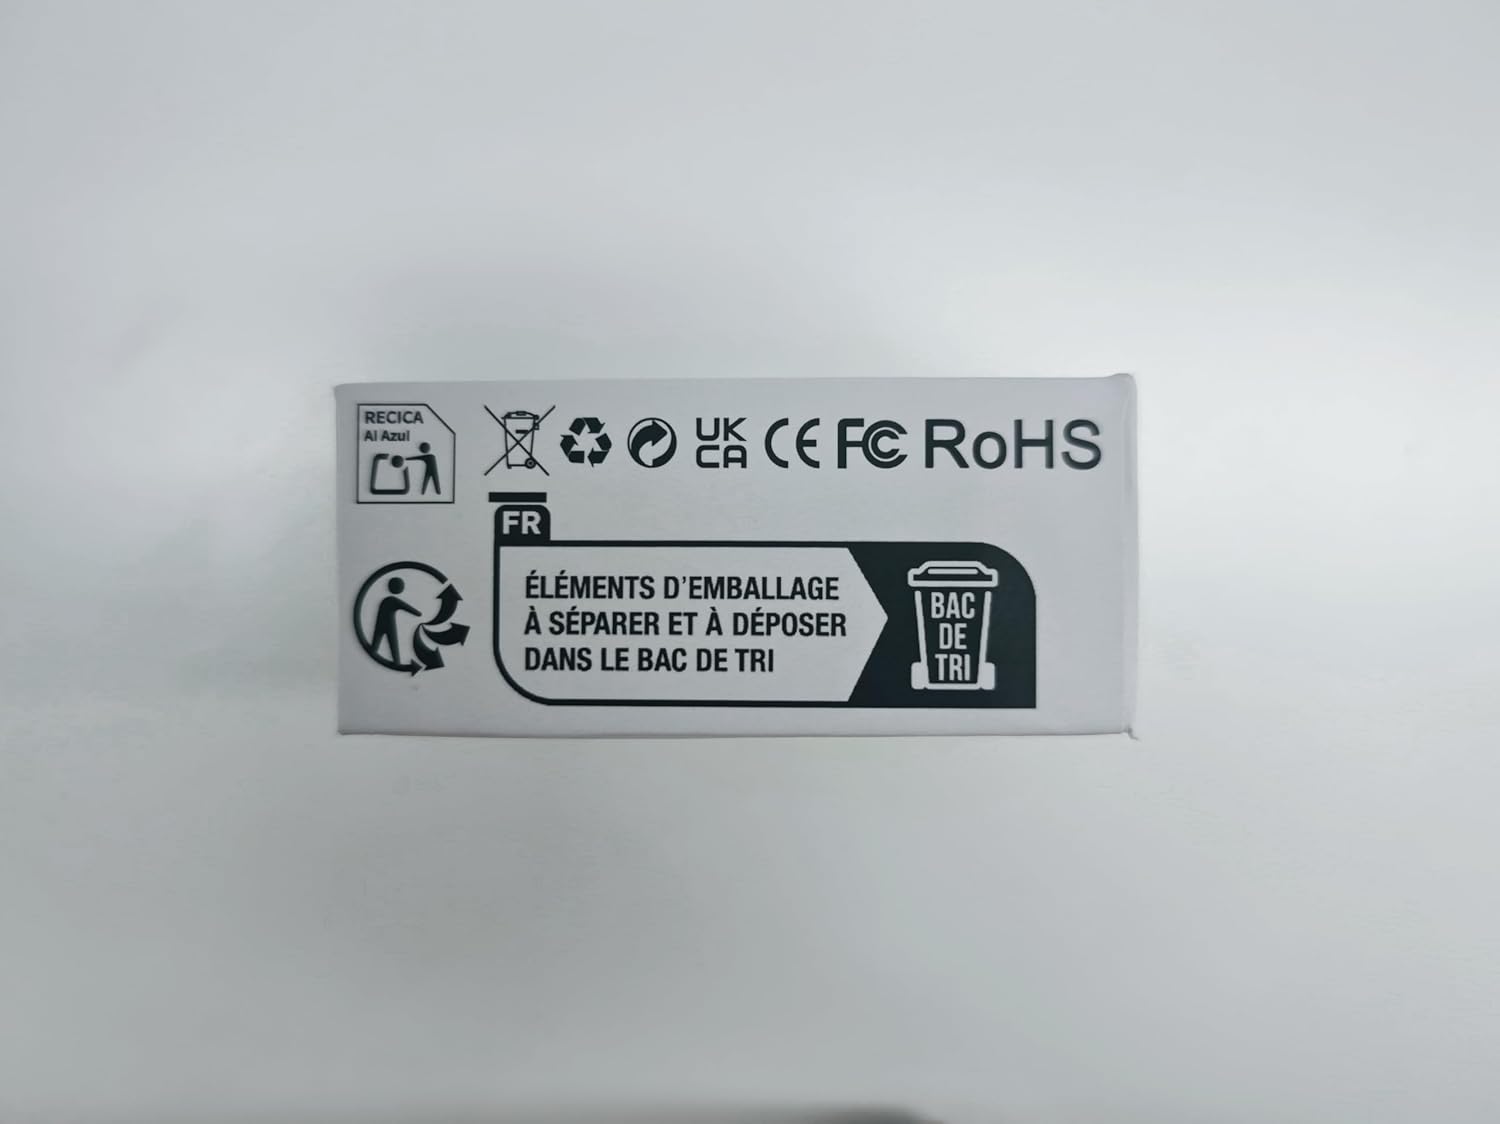 RECICA
Al Azul
UK
CA
CE
FC
RoHS
FR
ÉLÉMENTS D'EMBALLAGE
À SÉPARER ET À DÉPOSER
DANS LE BAC DE TRI
BAC
DE
TRI